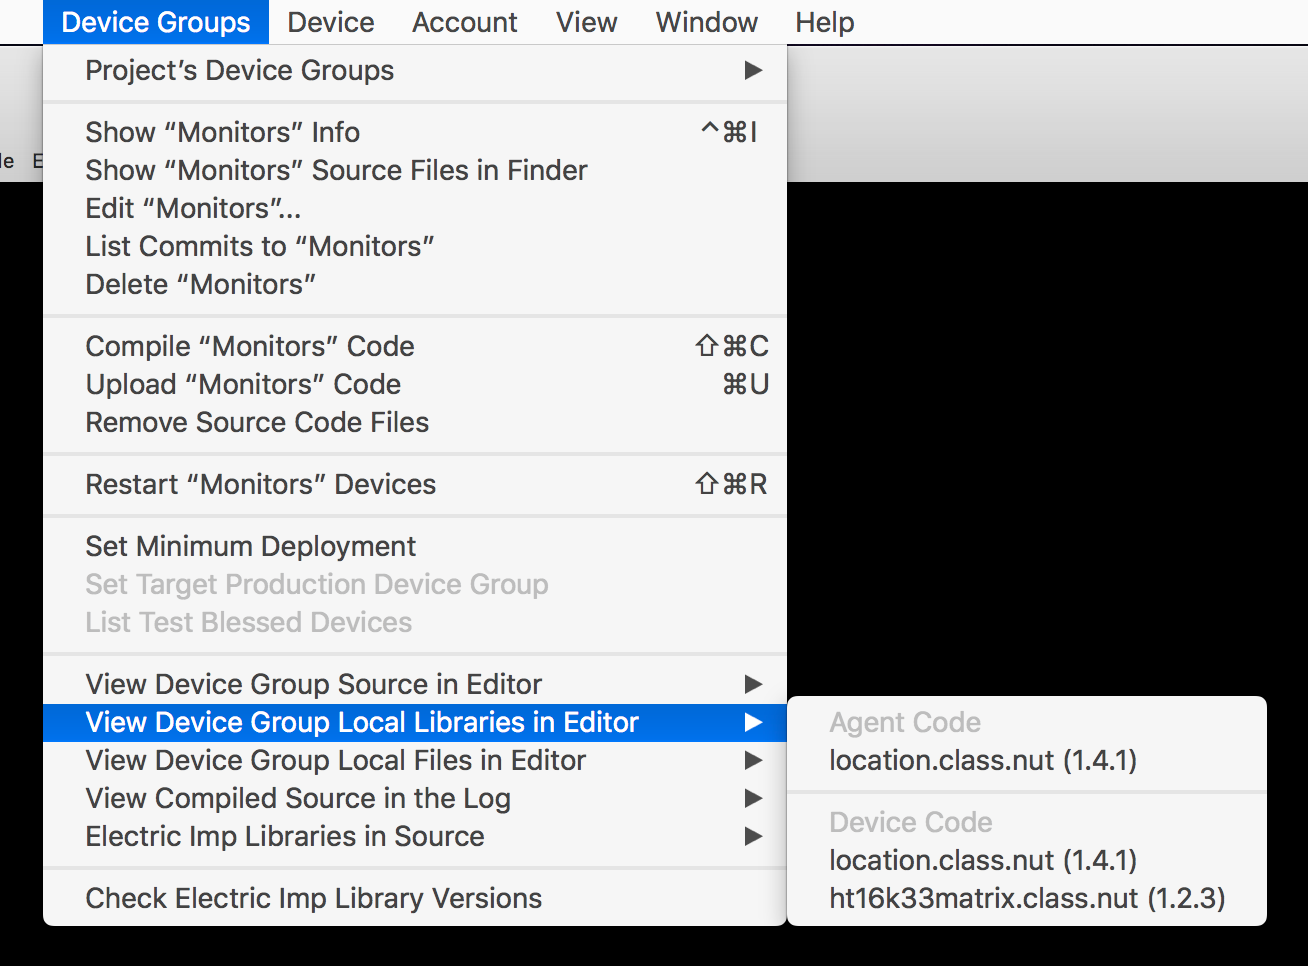 Device Groups Device Account View Window Help
Project’s Device Groups
Show “Monitors” Info ^⌘I
Show “Monitors” Source Files in Finder
Edit “Monitors”...
List Commits to “Monitors”
Delete “Monitors”
Compile “Monitors” Code ⇧⌘C
Upload “Monitors” Code ⌘U
Remove Source Code Files
Restart “Monitors” Devices ⇧⌘R
Set Minimum Deployment
Set Target Production Device Group
List Test Blessed Devices
View Device Group Source in Editor
View Device Group Local Libraries in Editor
View Device Group Local Files in Editor
View Compiled Source in the Log
Electric Imp Libraries in Source
Check Electric Imp Library Versions
Agent Code
location.class.nut (1.4.1)
Device Code
location.class.nut (1.4.1)
ht16k33matrix.class.nut (1.2.3)